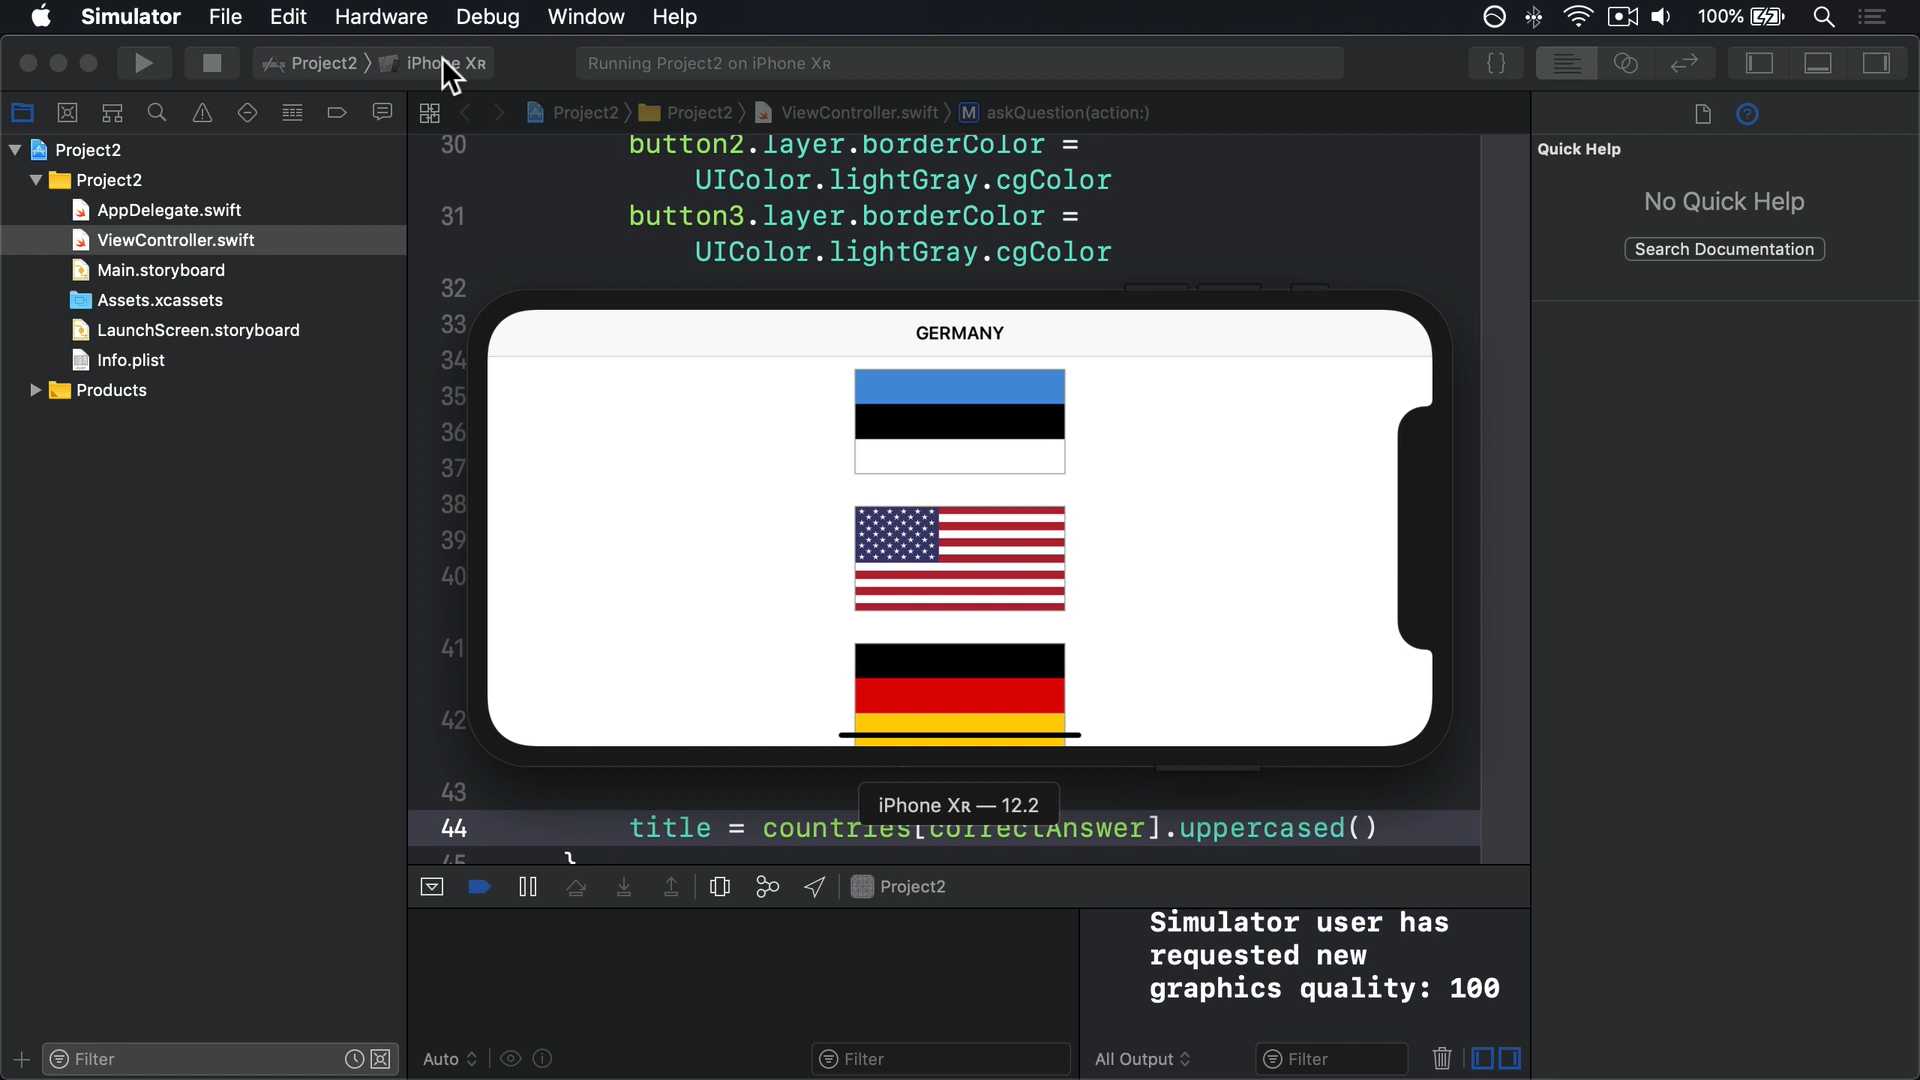 Simulator File Edit Hardware Debug Window Help 100%
Project2 iPhone XR Running Project2 on iPhone XR {}
Project2 Project2 ViewController.swift M askQuestion(action:)
Project2
Project2
AppDelegate.swift
ViewController.swift
Main.storyboard
Assets.xcassets
LaunchScreen.storyboard
Info.plist
Products
30 button2.layer.borderColor =
UIColor.lightGray.cgColor
31 button3.layer.borderColor =
UIColor.lightGray.cgColor
32
33
34
35
36
37
38
39
40
41
42
43
GERMANY
iPhone XR — 12.2
44 title = countries[correctAnswer].uppercased()
45 }
Project2
Simulator user has
requested new
graphics quality: 100
Filter
Auto
Filter
All Output
Filter
Quick Help
No Quick Help
Search Documentation